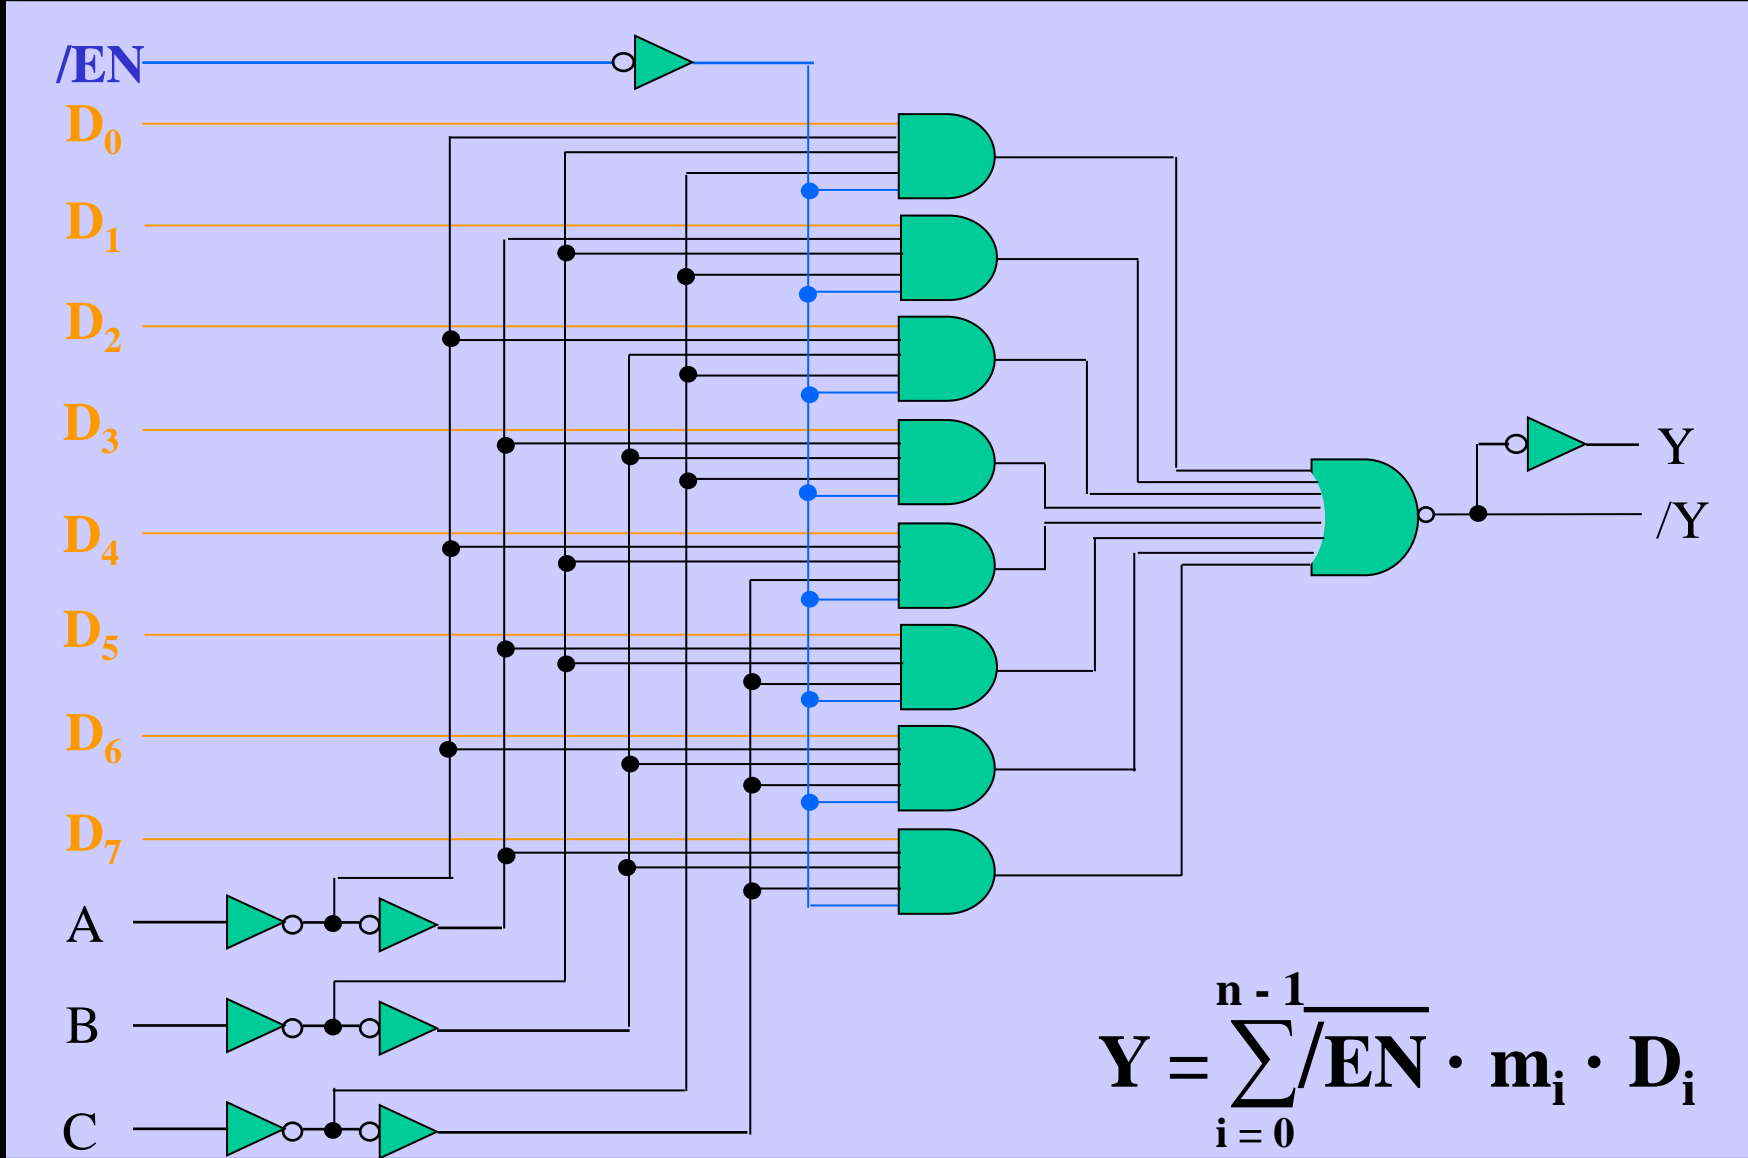 /EN
D0
D1
D2
D3
D4
D5
D6
D7
A
B
C
Y
/Y
n - 1
Y = ∑ /EN · mi · Di
i = 0